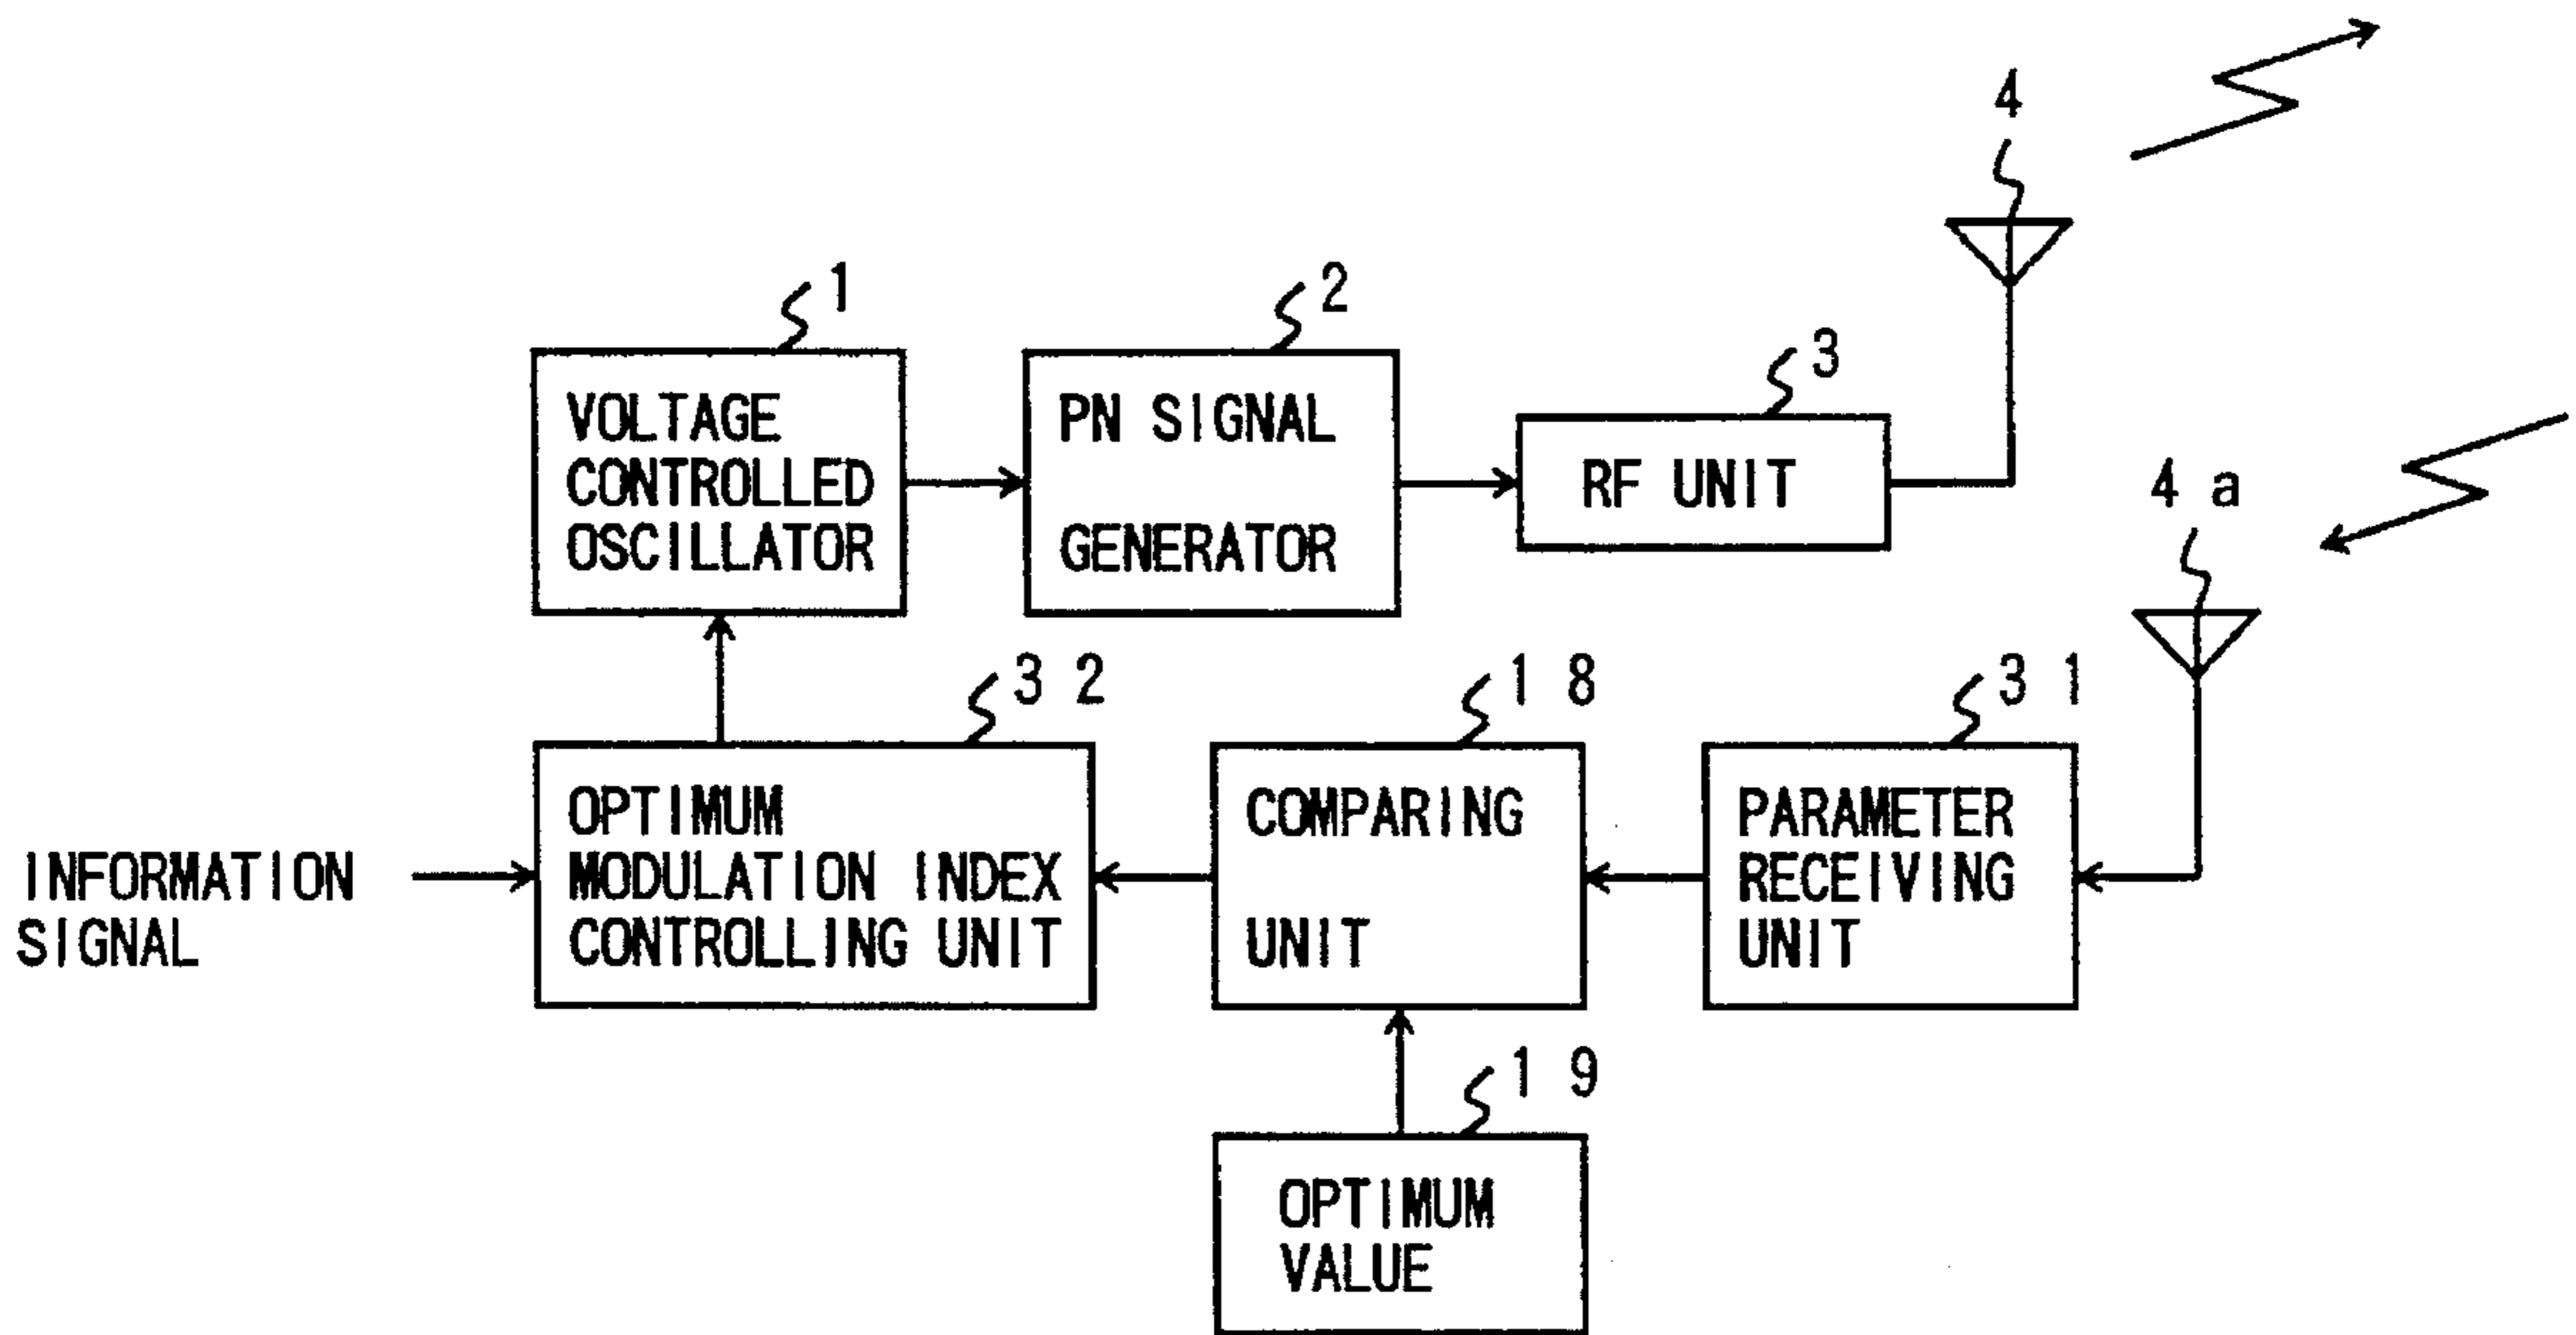 4
1
2
3
VOLTAGE
CONTROLLED
OSCILLATOR
PN SIGNAL
GENERATOR
RF UNIT
4 a
3 2
1 8
3 1
INFORMATION
SIGNAL
OPTIMUM
MODULATION INDEX
CONTROLLING UNIT
COMPARING
UNIT
PARAMETER
RECEIVING
UNIT
1 9
OPTIMUM
VALUE